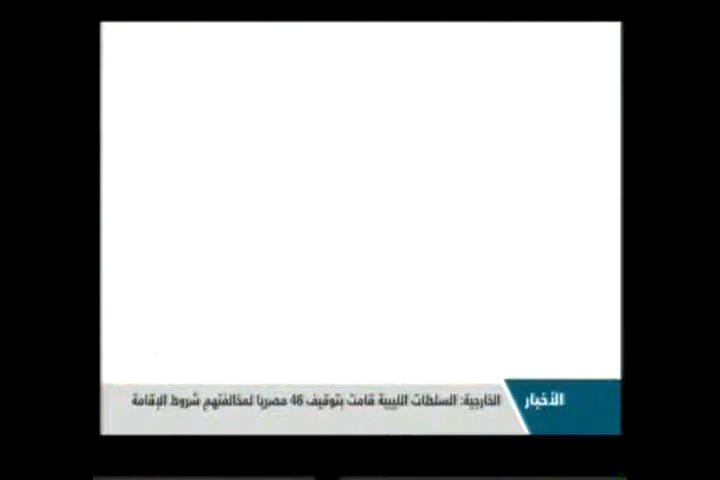 الأخبار
الخارجية: السلطات الليبية قامت بتوقيف 46 مصريا لمخالفتهم شروط الإقامة